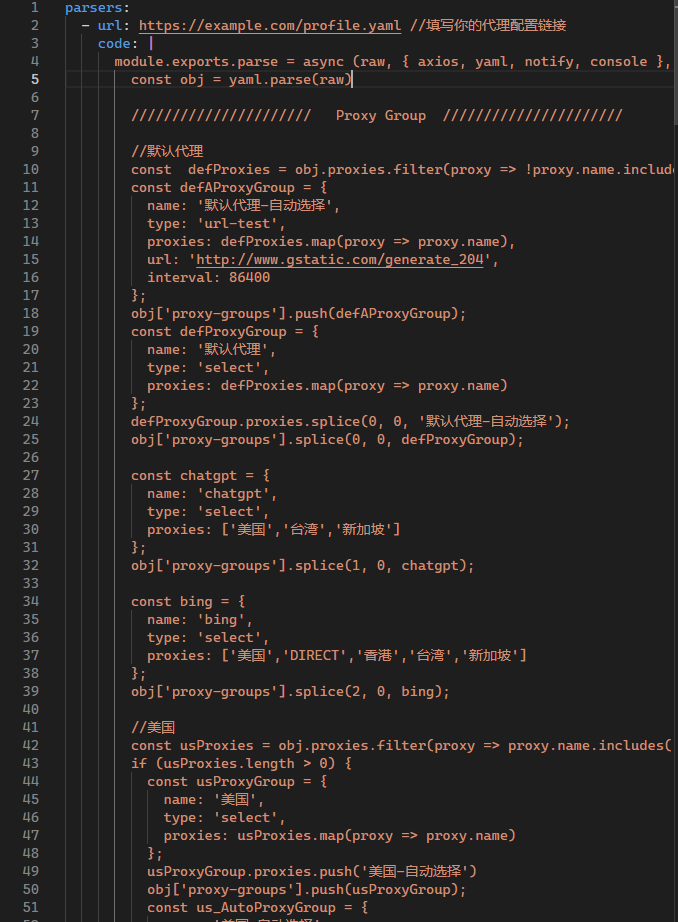 1 parsers:
2 - url: https://example.com/profile.yaml //填写你的代理配置链接
3 code: |
4 module.exports.parse = async (raw, { axios, yaml, notify, console },
5 const obj = yaml.parse(raw)
6
7 ////////////////////// Proxy Group //////////////////////
8
9 //默认代理
10 const  defProxies = obj.proxies.filter(proxy => !proxy.name.include
11 const defAProxyGroup = {
12 name: '默认代理-自动选择',
13 type: 'url-test',
14 proxies: defProxies.map(proxy => proxy.name),
15 url: 'http://www.gstatic.com/generate_204',
16 interval: 86400
17 };
18 obj['proxy-groups'].push(defAProxyGroup);
19 const defProxyGroup = {
20 name: '默认代理',
21 type: 'select',
22 proxies: defProxies.map(proxy => proxy.name)
23 };
24 defProxyGroup.proxies.splice(0, 0, '默认代理-自动选择');
25 obj['proxy-groups'].splice(0, 0, defProxyGroup);
26
27 const chatgpt = {
28 name: 'chatgpt',
29 type: 'select',
30 proxies: ['美国','台湾','新加坡']
31 };
32 obj['proxy-groups'].splice(1, 0, chatgpt);
33
34 const bing = {
35 name: 'bing',
36 type: 'select',
37 proxies: ['美国','DIRECT','香港','台湾','新加坡']
38 };
39 obj['proxy-groups'].splice(2, 0, bing);
40
41 //美国
42 const usProxies = obj.proxies.filter(proxy => proxy.name.includes(
43 if (usProxies.length > 0) {
44 const usProxyGroup = {
45 name: '美国',
46 type: 'select',
47 proxies: usProxies.map(proxy => proxy.name)
48 };
49 usProxyGroup.proxies.push('美国-自动选择')
50 obj['proxy-groups'].push(usProxyGroup);
51 const us_AutoProxyGroup = {